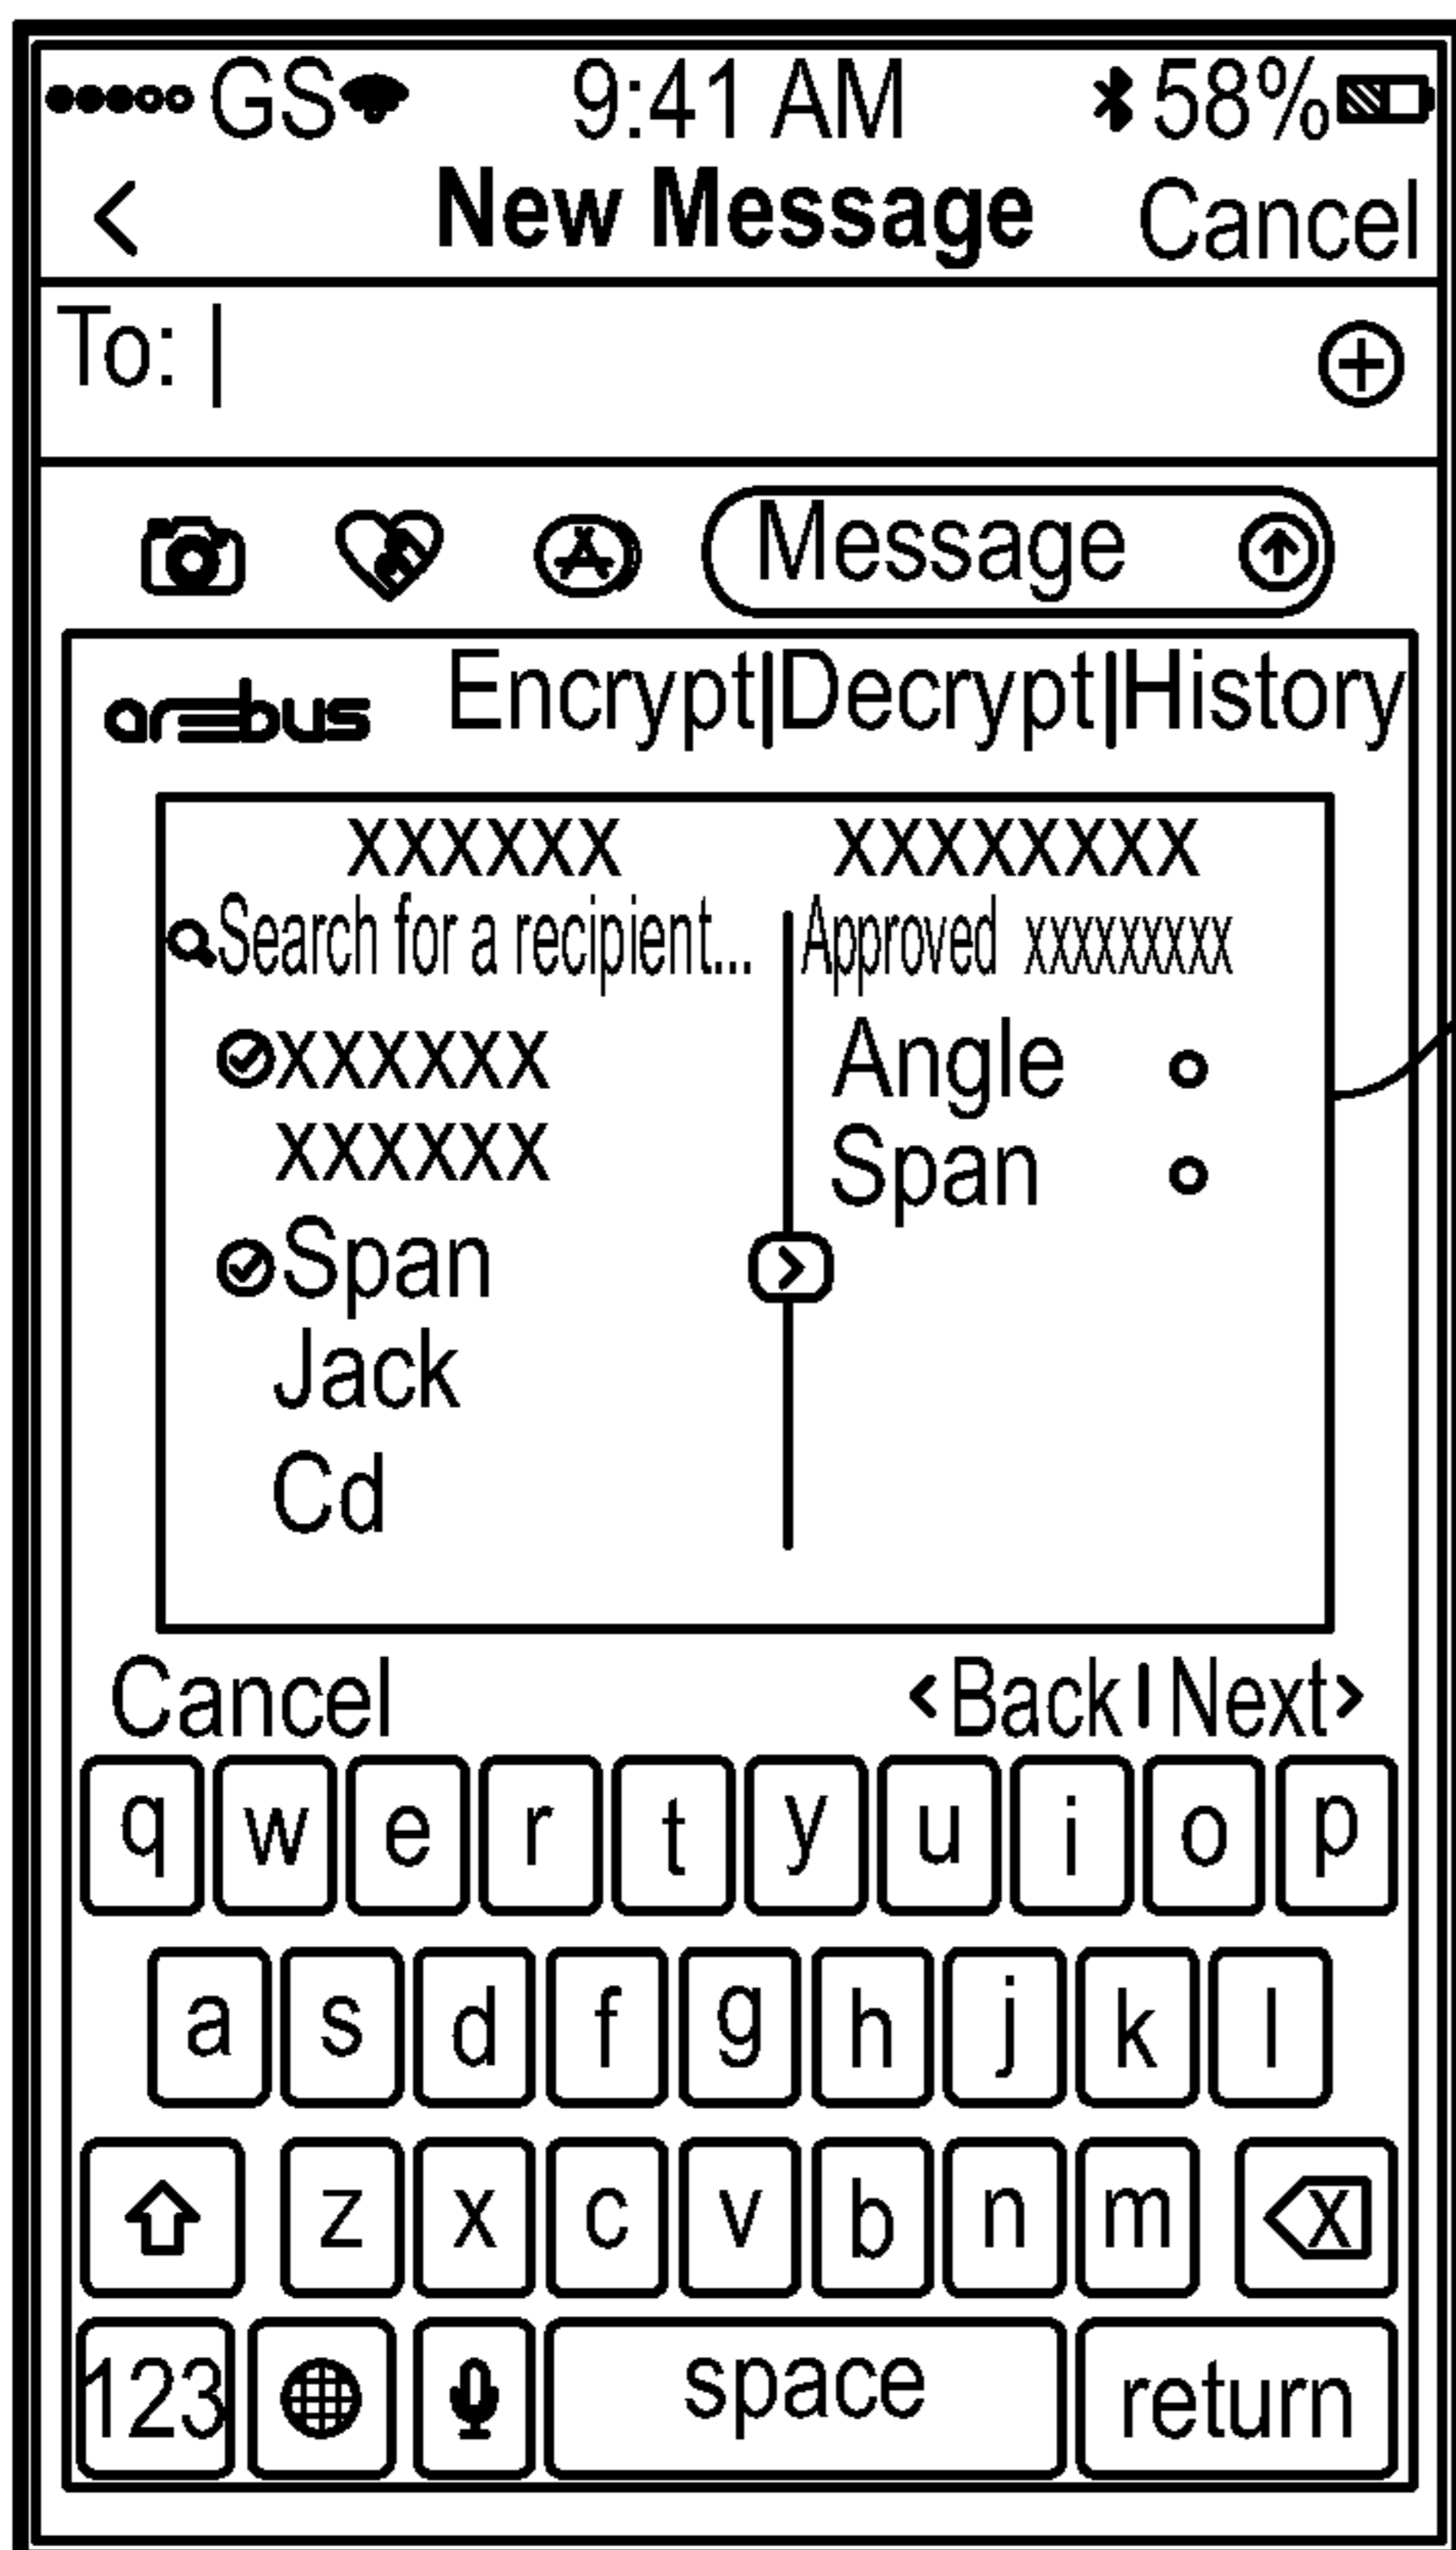 GS 9:41 AM 58%
< New Message Cancel
To:
Message
arebus Encrypt|Decrypt|History
xxxxxx xxxxxxxx
Search for a recipient... Approved xxxxxxxxx
xxxxxx Angle
xxxxxx Span
Span >
Jack
Cd
Cancel <Back|Next>
q w e r t y u i o p
a s d f g h j k l
z x c v b n m x
123 space return